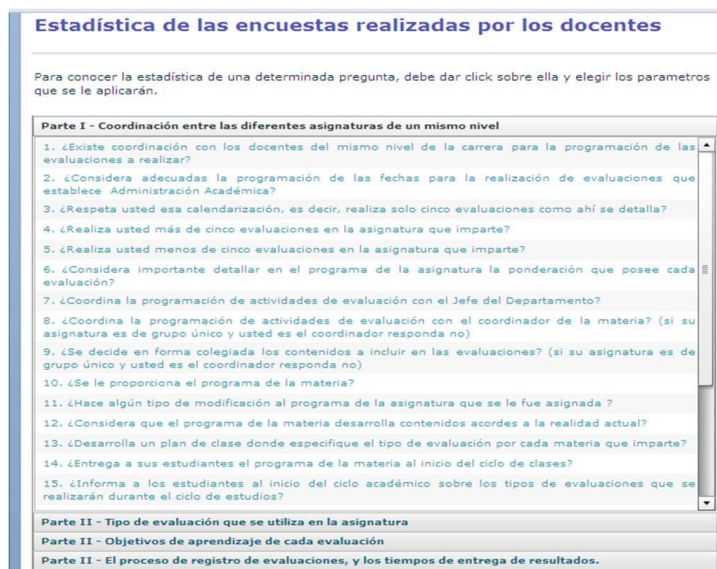 Estadística de las encuestas realizadas por los docentes
Para conocer la estadística de una determinada pregunta, debe dar click sobre ella y elegir los parametros
que se le aplicarán.
Parte I - Coordinación entre las diferentes asignaturas de un mismo nivel
1. ¿Existe coordinación con los docentes del mismo nivel de la carrera para la programación de las
evaluaciones a realizar?
2. ¿Considera adecuadas la programación de las fechas para la realización de evaluaciones que
establece Administración Académica?
3. ¿Respeta usted esa calendarización, es decir, realiza solo cinco evaluaciones como ahí se detalla?
4. ¿Realiza usted más de cinco evaluaciones en la asignatura que imparte?
5. ¿Realiza usted menos de cinco evaluaciones en la asignatura que imparte?
6. ¿Considera importante detallar en el programa de la asignatura la ponderación que posee cada
evaluación?
7. ¿Coordina la programación de actividades de evaluación con el Jefe del Departamento?
8. ¿Coordina la programación de actividades de evaluación con el coordinador de la materia? (si su
asignatura es de grupo único y usted es el coordinador responda no)
9. ¿Se decide en forma colegiada los contenidos a incluir en las evaluaciones? (si su asignatura es de
grupo único y usted es el coordinador responda no)
10. ¿Se le proporciona el programa de la materia?
11. ¿Hace algún tipo de modificación al programa de la asignatura que se le fue asignada ?
12. ¿Considera que el programa de la materia desarrolla contenidos acordes a la realidad actual?
13. ¿Desarrolla un plan de clase donde especifique el tipo de evaluación por cada materia que imparte?
14. ¿Entrega a sus estudiantes el programa de la materia al inicio del ciclo de clases?
15. ¿Informa a los estudiantes al inicio del ciclo académico sobre los tipos de evaluaciones que se
realizarán durante el ciclo de estudios?
Parte II - Tipo de evaluación que se utiliza en la asignatura
Parte II - Objetivos de aprendizaje de cada evaluación
Parte II - El proceso de registro de evaluaciones, y los tiempos de entrega de resultados.